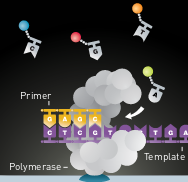 C
G
T
A
Primer
G A G C
C T C G T T G A
Template
Polymerase